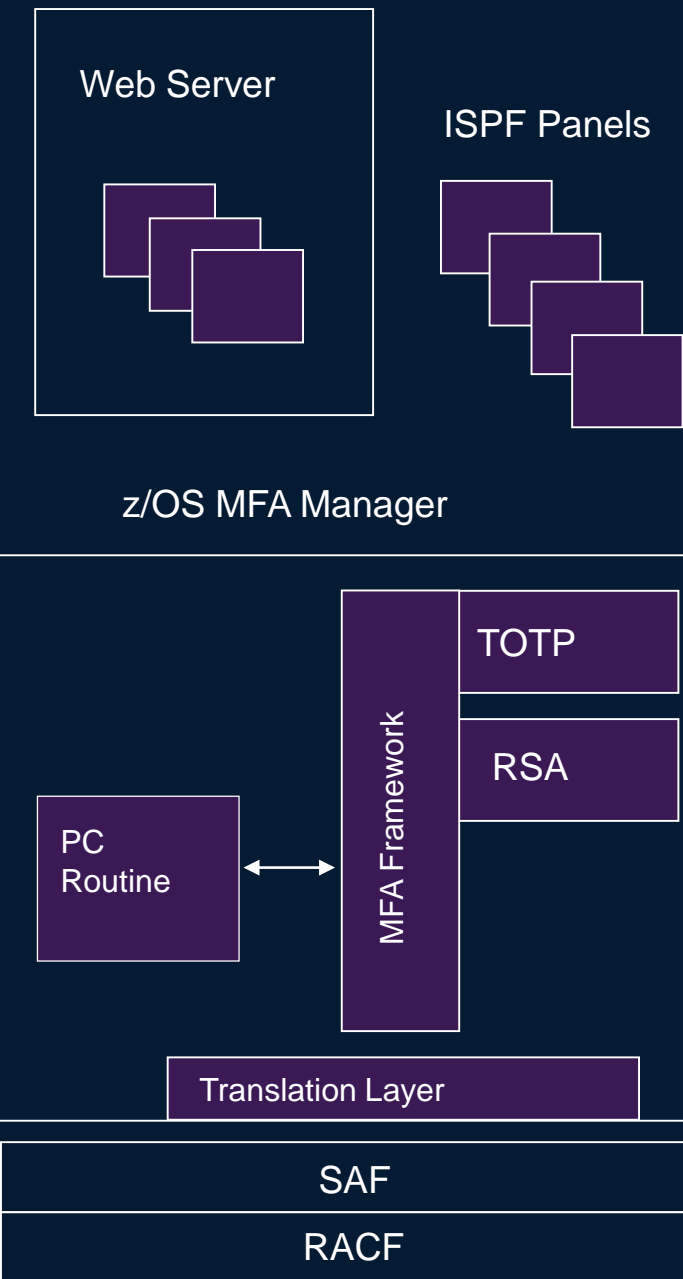 Web Server
ISPF Panels
z/OS MFA Manager
TOTP
RSA
MFA Framework
PC
Routine
Translation Layer
SAF
RACF